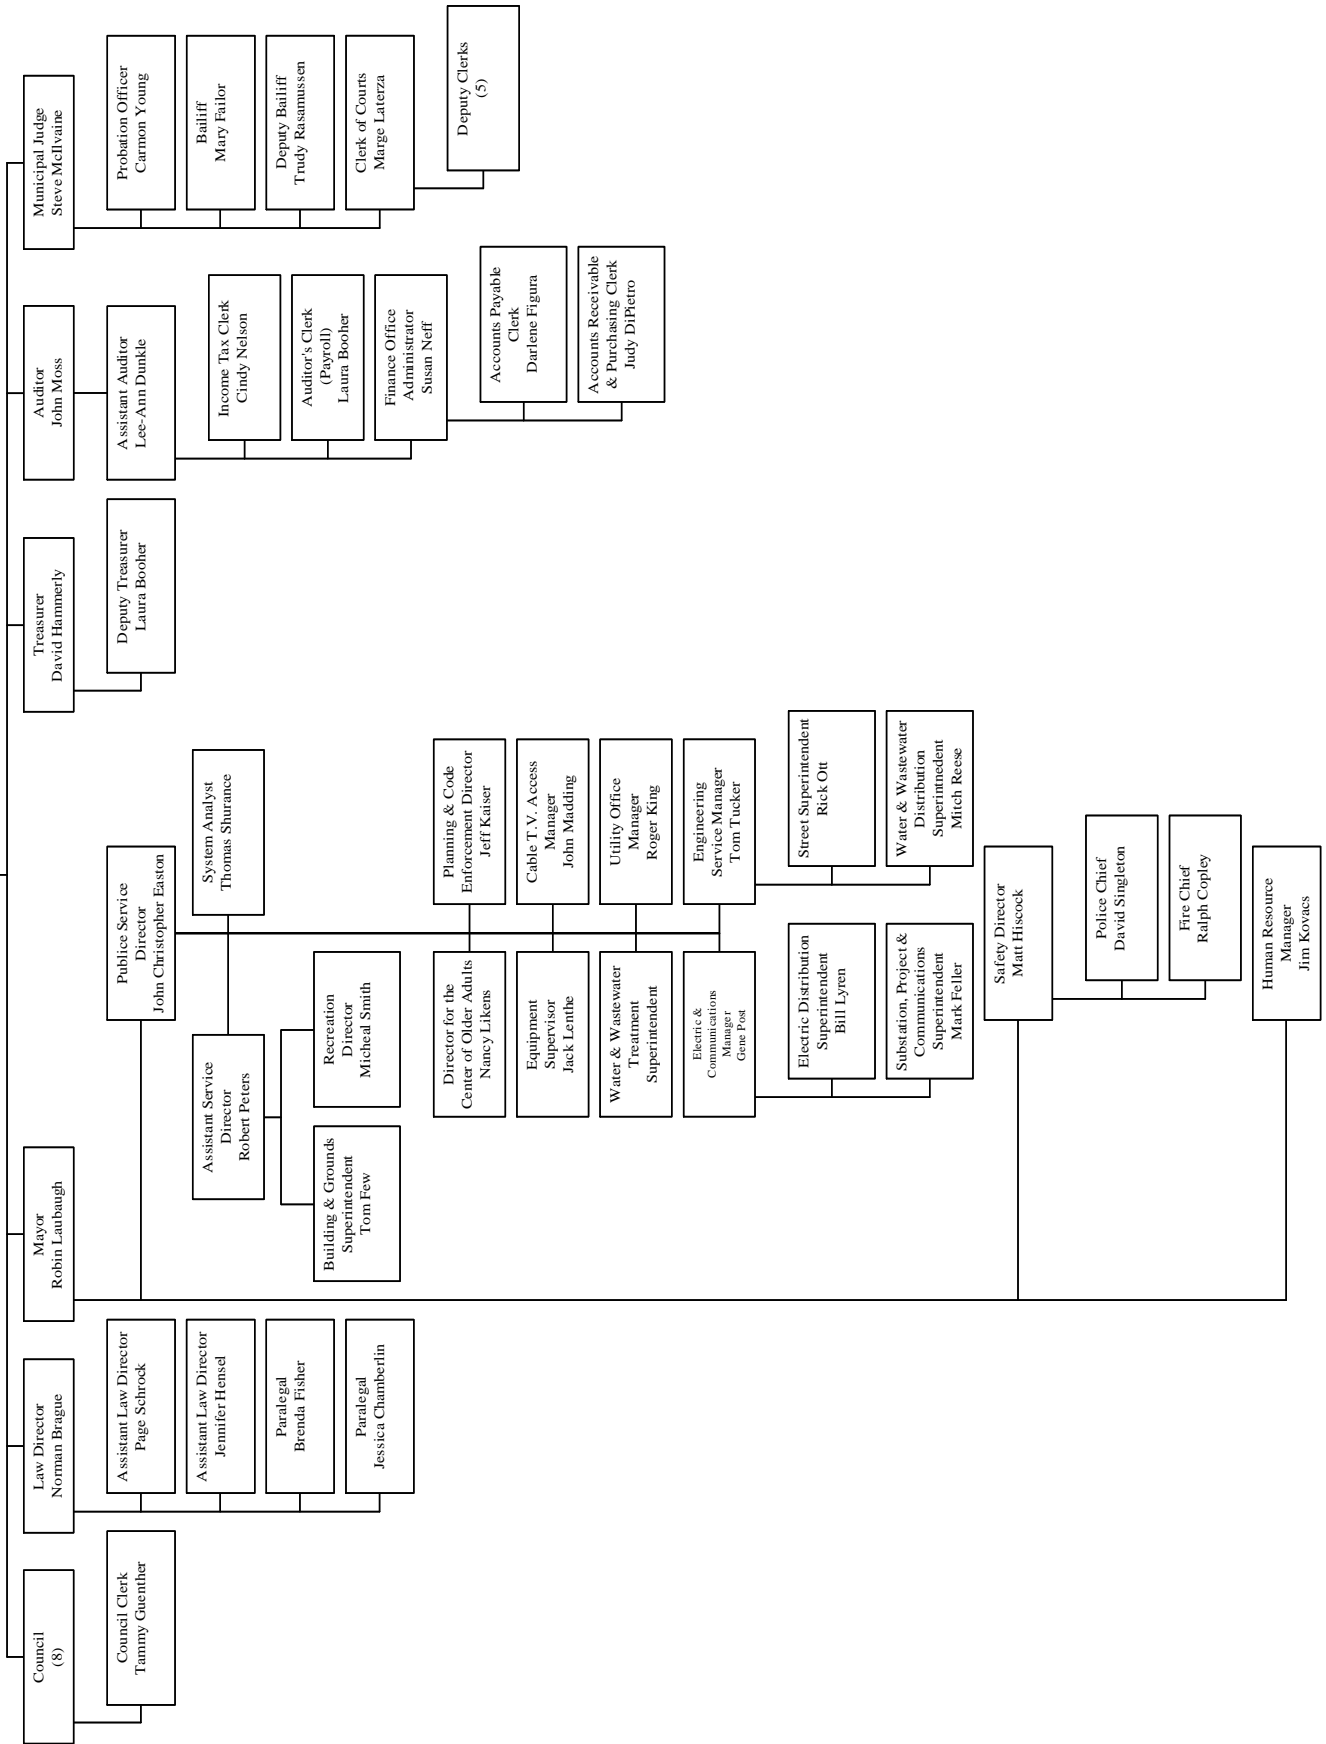 Council
(8)
Council Clerk
Tammy Guenther
Law Director
Norman Brague
Assistant Law Director
Page Schrock
Assistant Law Director
Jennifer Hensel
Paralegal
Brenda Fisher
Paralegal
Jessica Chamberlin
Mayor
Robin Laubaugh
Publice Service
Director
John Christopher Easton
Assistant Service
Director
Robert Peters
System Analyst
Thomas Shurance
Building & Grounds
Superintendent
Tom Few
Recreation
Director
Micheal Smith
Director for the
Center of Older Adults
Nancy Likens
Planning & Code
Enforcement Director
Jeff Kaiser
Equipment
Supervisor
Jack Lenthe
Cable T.V. Access
Manager
John Madding
Water & Wastewater
Treatment
Superintendent
Utility Office
Manager
Roger King
Electric &
Communications
Manager
Gene Post
Engineering
Service Manager
Tom Tucker
Electric Distribution
Superintendent
Bill Lyren
Substation, Project &
Communications
Superintendent
Mark Feller
Street Superintendent
Rick Ott
Water & Wastewater
Distribution
Superintnedent
Mitch Reese
Safety Director
Matt Hiscock
Police Chief
David Singleton
Fire Chief
Ralph Copley
Human Resource
Manager
Jim Kovacs
Treasurer
David Hammerly
Deputy Treasurer
Laura Booher
Auditor
John Moss
Assistant Auditor
Lee-Ann Dunkle
Income Tax Clerk
Cindy Nelson
Auditor's Clerk
(Payroll)
Laura Booher
Finance Office
Administrator
Susan Neff
Accounts Payable
Clerk
Darlene Figura
Accounts Receivable
& Purchasing Clerk
Judy DiPietro
Municipal Judge
Steve McIlvaine
Probation Officer
Carmon Young
Bailiff
Mary Failor
Deputy Bailiff
Trudy Rasamussen
Clerk of Courts
Marge Laterza
Deputy Clerks
(5)